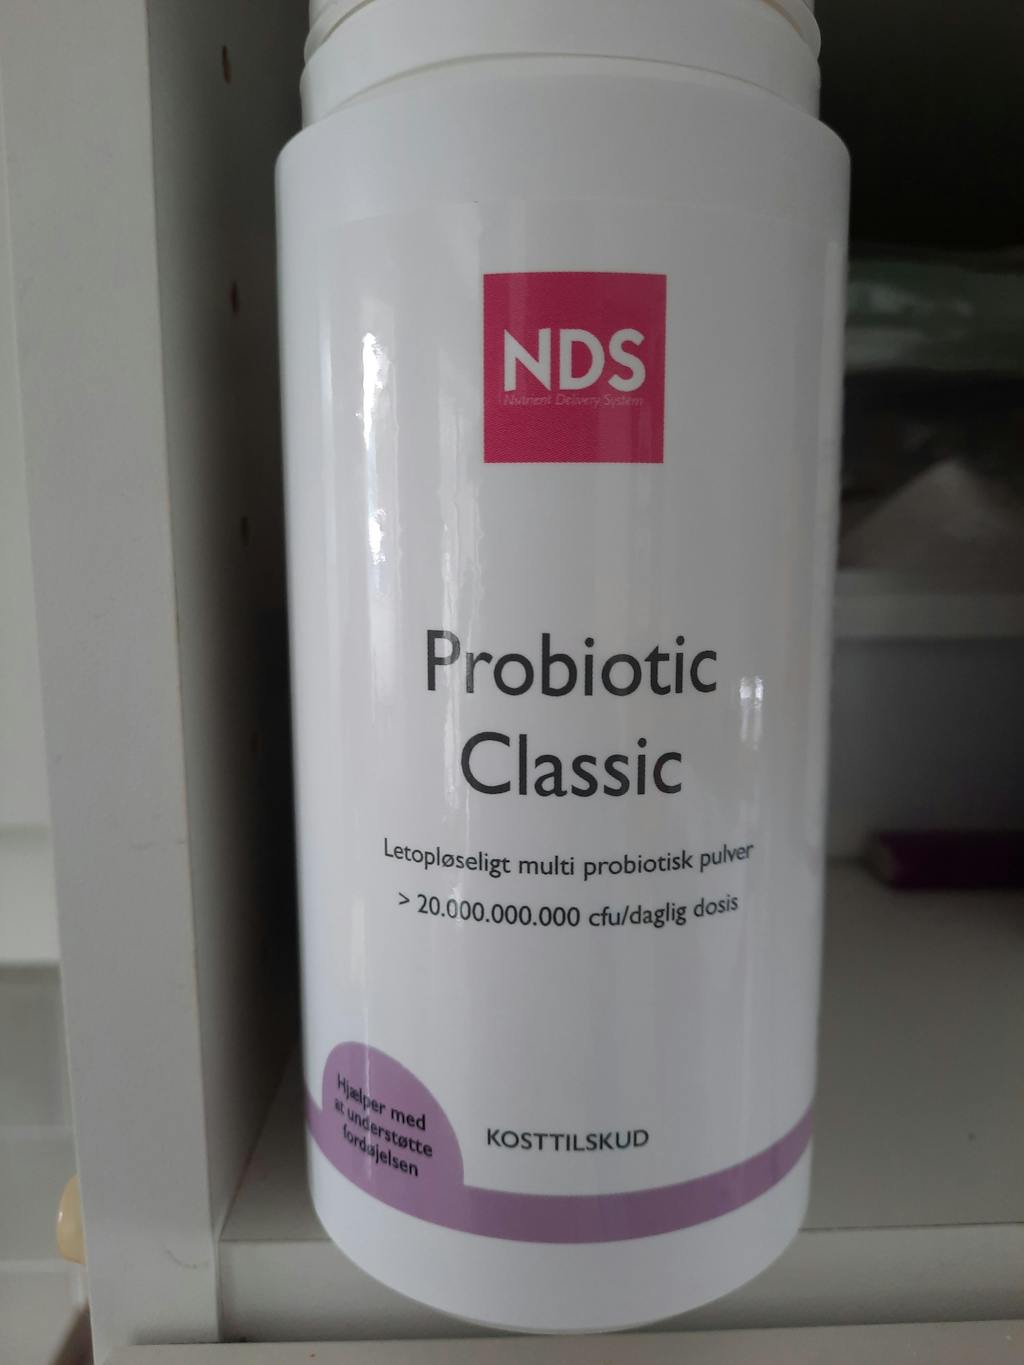 NDS
Nutrient Delivery System
Probiotic
Classic
Letopløseligt multi probiotisk pulver
> 20.000.000.000 cfu/daglig dosis
Hjælper med
at understøtte
fordøjelsen
KOSTTILSKUD